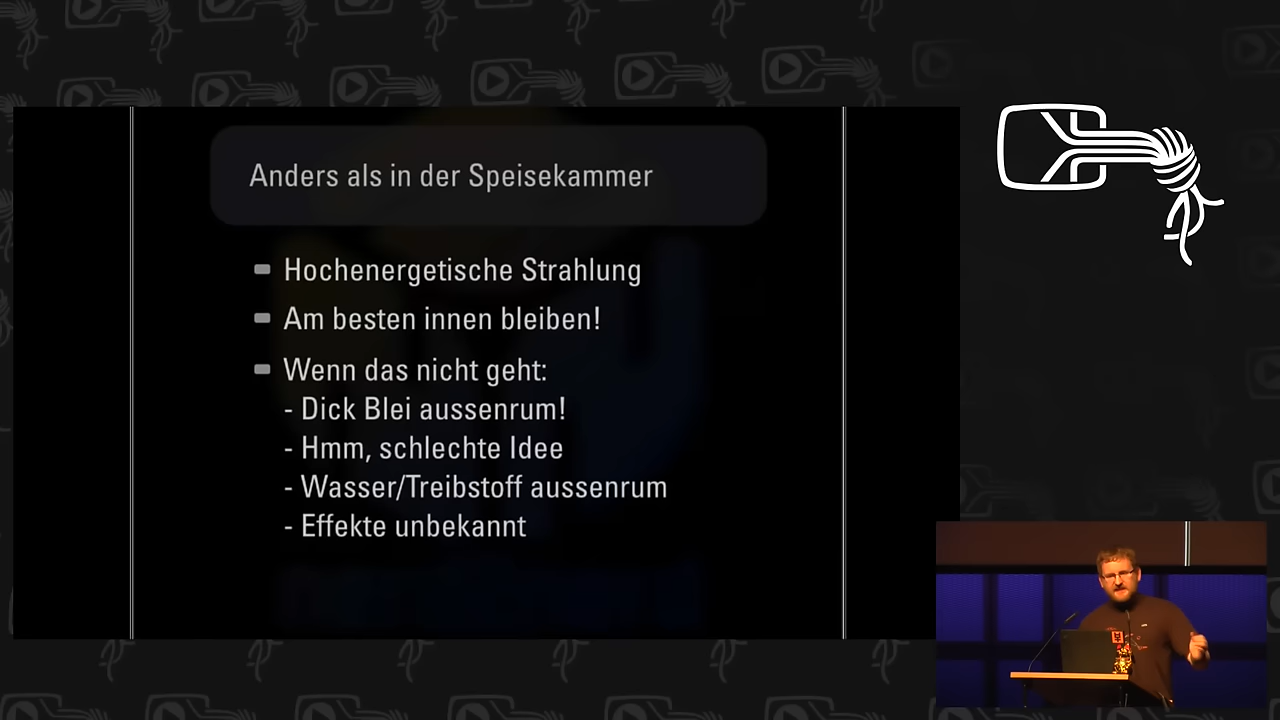 Anders als in der Speisekammer
Hochenergetische Strahlung
Am besten innen bleiben!
Wenn das nicht geht:
- Dick Blei aussenrum!
- Hmm, schlechte Idee
- Wasser/Treibstoff aussenrum
- Effekte unbekannt